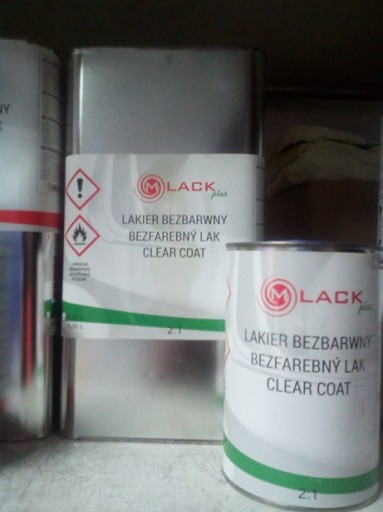 M LACK
plus
LAKIER BEZBARWNY
BEZFAREBNÝ LAK
CLEAR COAT
2:1
M LACK
plus
LAKIER BEZBARWNY
BEZFAREBNÝ LAK
CLEAR COAT
2:1